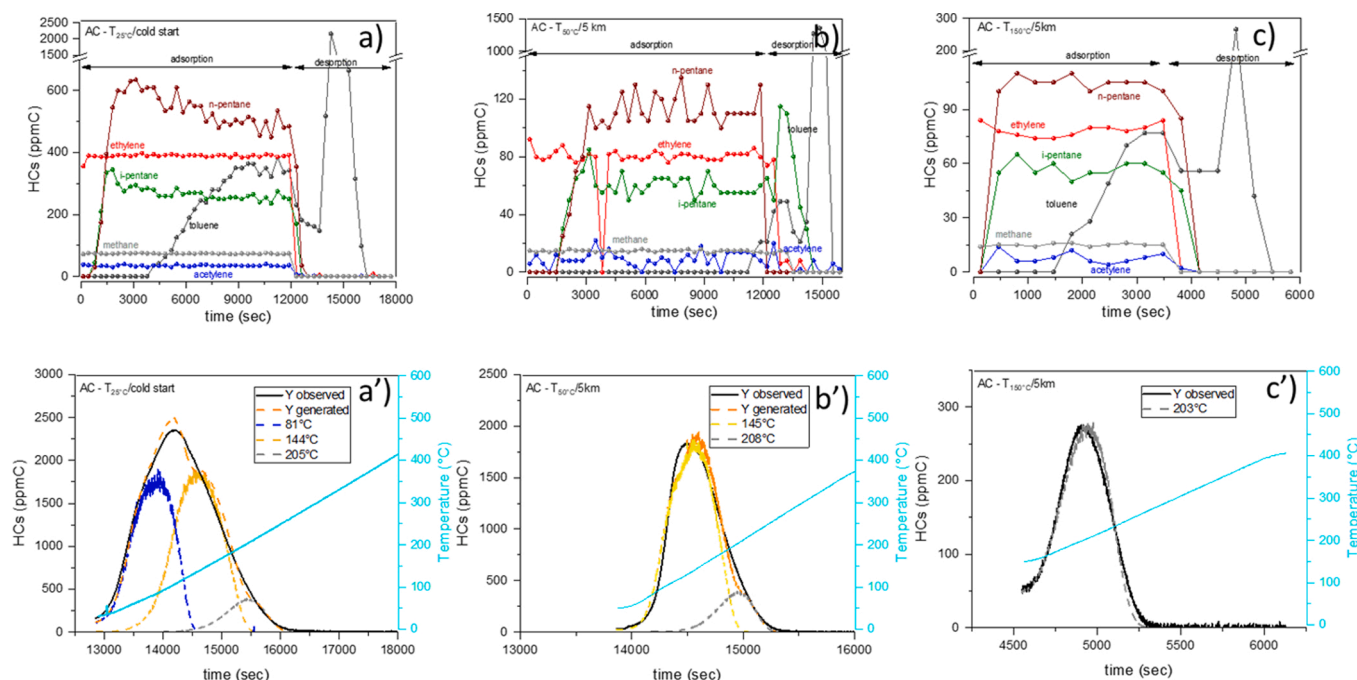 AC - T25°C/cold start
a)
adsorption
desorption
n-pentane
ethylene
i-pentane
toluene
methane
acetylene
HCs (ppmC)
2500
2000
1500
600
400
200
0
0 3000 6000 9000 12000 15000 18000
time (sec)
AC - T50°C/5 km
b)
adsorption
desorption
n-pentane
toluene
ethylene
i-pentane
methane
acetylene
HCs (ppmC)
1500
1000
120
80
40
0
0 3000 6000 9000 12000 15000
time (sec)
AC - T150°C/5km
c)
adsorption
desorption
n-pentane
ethylene
i-pentane
toluene
methane
acetylene
HCs (ppmC)
300
200
90
60
30
0
0 1000 2000 3000 4000 5000 6000
time (sec)
AC - T25°C/cold start
a')
Y observed
Y generated
81°C
144°C
205°C
HCs (ppmC)
3000
2500
2000
1500
1000
500
0
13000 14000 15000 16000 17000 18000
time (sec)
600
500
400
300
200
100
0
Temperature (°C)
AC - T50°C/5km
b')
Y observed
Y generated
145°C
208°C
HCs (ppmC)
2500
2000
1500
1000
500
0
13000 14000 15000 16000
time (sec)
600
500
400
300
200
100
0
Temperature (°C)
AC - T150°C/5km
c')
Y observed
203°C
HCs (ppmC)
300
200
100
0
4500 5000 5500 6000
time (sec)
600
500
400
300
200
100
0
Temperature (°C)